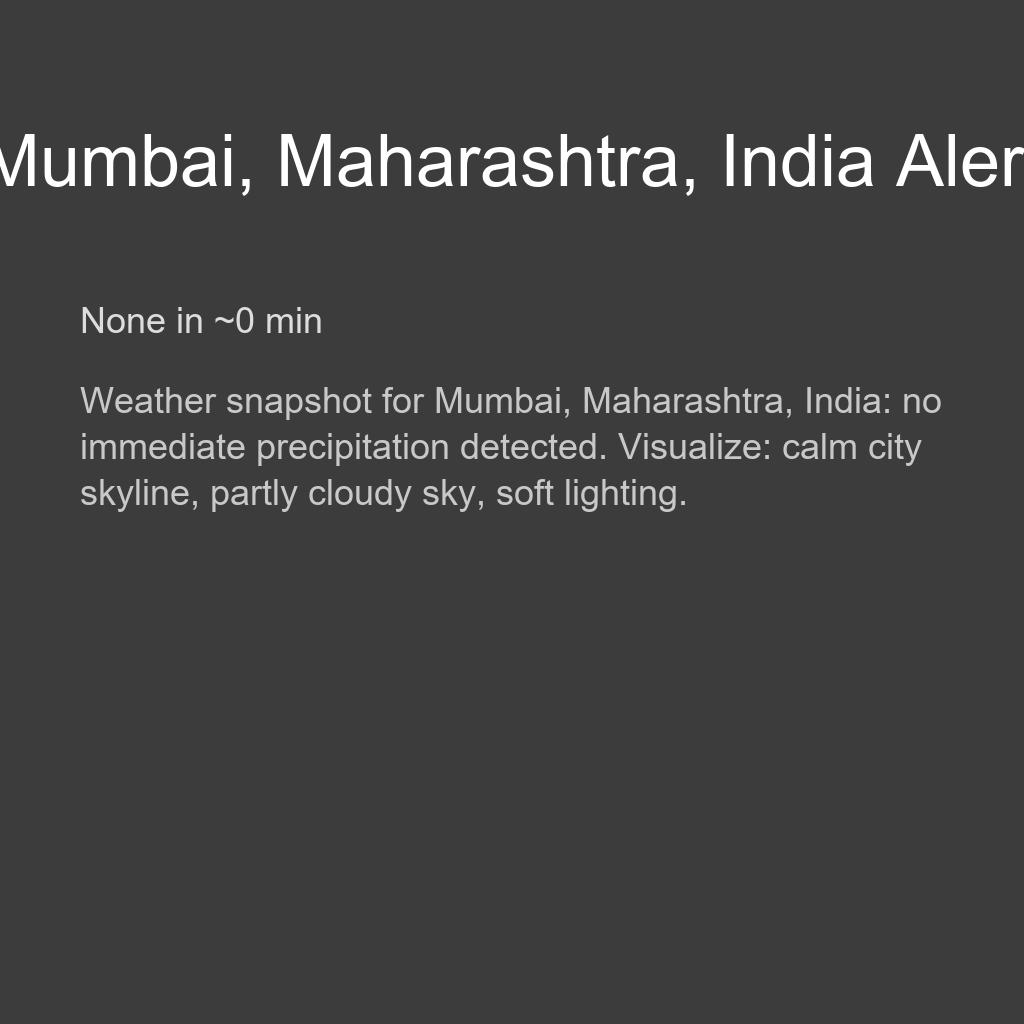 Mumbai, Maharashtra, India Aler
None in ~0 min
Weather snapshot for Mumbai, Maharashtra, India: no
immediate precipitation detected. Visualize: calm city
skyline, partly cloudy sky, soft lighting.